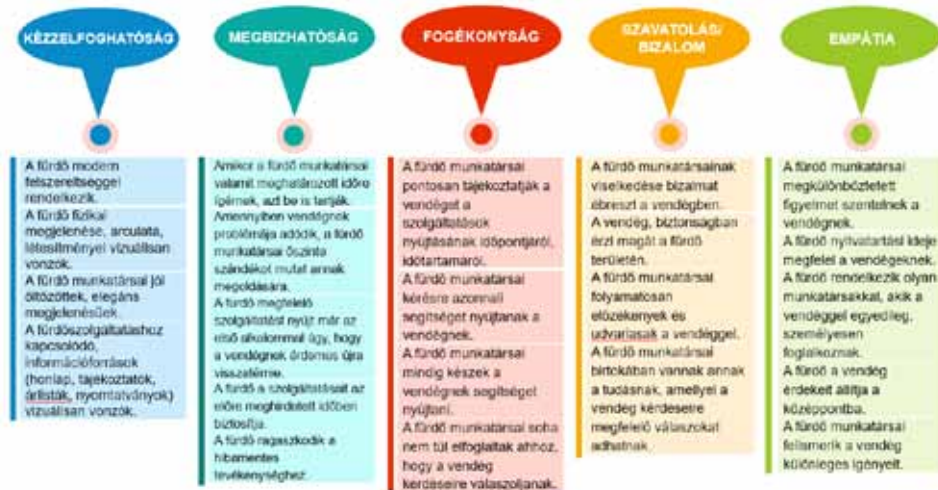 KÉZZELFOGHATÓSÁG
A fürdő modern
felszereltséggel
rendelkezik.
A fürdő fizikai
megjelenése, arculata,
létesítményei vizuálisan
vonzók.
A fürdő munkatársai jól
öltözöttek, elegáns
megjelenésűek.
A fürdőszolgáltatáshoz
kapcsolódó,
információforrások
(honlap, tájékoztatók,
árlisták, nyomtatványok)
vizuálisan vonzók.
MEGBIZHATÓSÁG
Amikor a fürdő munkatársai
valamit meghatározott időre
ígérnek, azt be is tartják.
Amennyiben vendégnek
problémája adódik, a fürdő
munkatársai őszinte
szándékot mutat annak
megoldására.
A fürdő megfelelő
szolgáltatást nyújt már az
első alkalommal úgy, hogy
a vendégnek érdemes újra
visszatérnie.
A fürdő a szolgáltatásait az
előre meghirdetett időben
biztosítja.
A fürdő ragaszkodik a
hibamentes
tevékenységhez.
FOGÉKONYSÁG
A fürdő munkatársai
pontosan tájékoztatják a
vendéget a
szolgáltatások
nyújtásának időpontjáról,
időtartamáról.
A fürdő munkatársai
kérésre azonnali
segítséget nyújtanak a
vendégnek.
A fürdő munkatársai
mindig készek a
vendégnek segítséget
nyújtani.
A fürdő munkatársai soha
nem túl elfoglaltak ahhoz,
hogy a vendég
kérdéseire válaszoljanak.
SZAVATOLÁS/
BIZALOM
A fürdő munkatársainak
viselkedése bizalmat
ébreszt a vendégben.
A vendég, biztonságban
érzi magát a fürdő
területén.
A fürdő munkatársai
folyamatosan
előzékenyek és
udvariasak a vendéggel.
A fürdő munkatársai
birtokában vannak annak
a tudásnak, amellyel a
vendég kérdéseire
megfelelő válaszokat
adhatnak.
EMPÁTIA
A fürdő munkatársai
megkülönböztetett
figyelmet szentelnek a
vendégnek.
A fürdő nyitvatartási ideje
megfelel a vendégeknek.
A fürdő rendelkezik olyan
munkatársakkal, akik a
vendéggel egyedileg,
személyesen
foglalkoznak.
A fürdő a vendég
érdekeit állítja a
középpontba.
A fürdő munkatársai
felismerik a vendég
különleges igényeit.